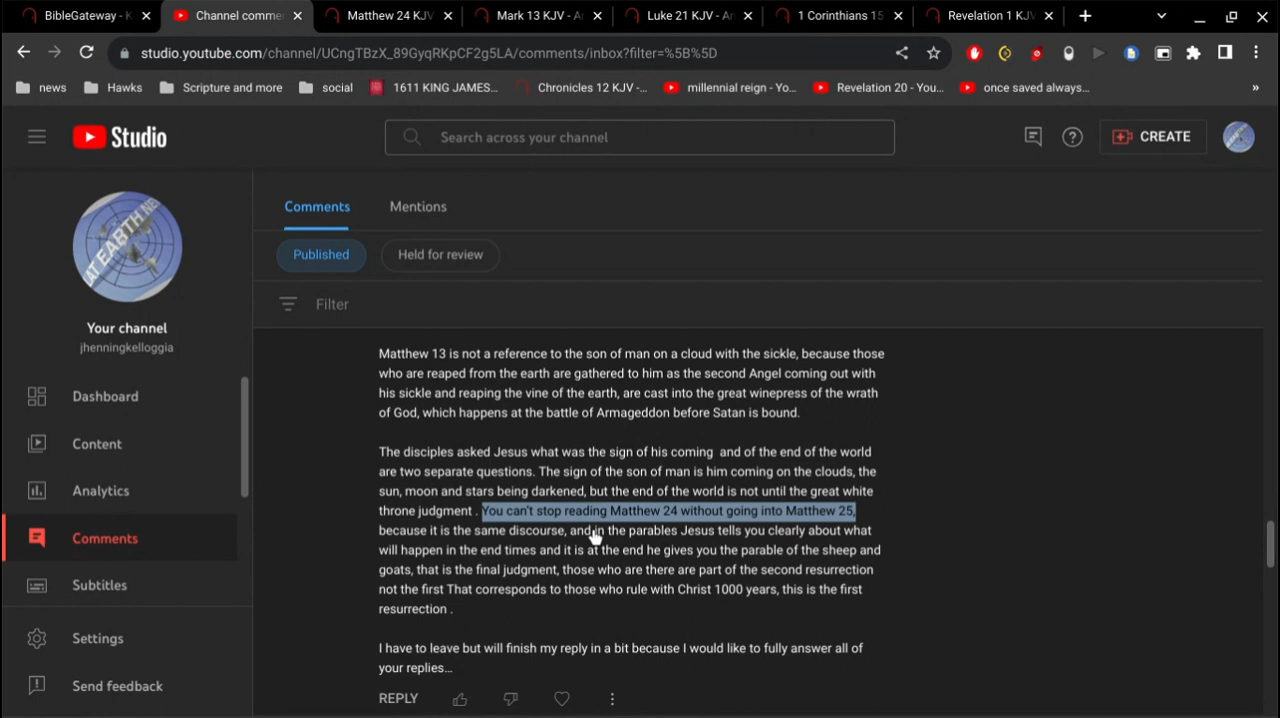 BibleGateway - K
Channel comme
Matthew 24 KJV
Mark 13 KJV - A
Luke 21 KJV - A
1 Corinthians 15
Revelation 1 KJ
studio.youtube.com/channel/UCngTBzX_89GyqRKpCF2g5LA/comments/inbox?filter=%5B%5D
news
Hawks
Scripture and more
social
1611 KING JAMES...
Chronicles 12 KJV -...
millennial reign - Yo...
Revelation 20 - You...
once saved always...
»
Studio
Search across your channel
CREATE
LAT EARTH NE
Your channel
jhenningkelloggia
Dashboard
Content
Analytics
Comments
Subtitles
Settings
Send feedback
Comments
Mentions
Published
Held for review
Filter
Matthew 13 is not a reference to the son of man on a cloud with the sickle, because those
who are reaped from the earth are gathered to him as the second Angel coming out with
his sickle and reaping the vine of the earth, are cast into the great winepress of the wrath
of God, which happens at the battle of Armageddon before Satan is bound.
The disciples asked Jesus what was the sign of his coming and of the end of the world
are two separate questions. The sign of the son of man is him coming on the clouds, the
sun, moon and stars being darkened, but the end of the world is not until the great white
throne judgment . You can't stop reading Matthew 24 without going into Matthew 25,
because it is the same discourse, and in the parables Jesus tells you clearly about what
will happen in the end times and it is at the end he gives you the parable of the sheep and
goats, that is the final judgment, those who are there are part of the second resurrection
not the first That corresponds to those who rule with Christ 1000 years, this is the first
resurrection .
I have to leave but will finish my reply in a bit because I would like to fully answer all of
your replies...
REPLY